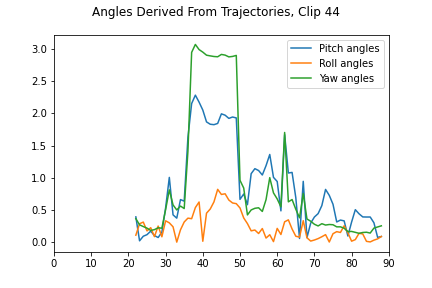 Angles Derived From Trajectories, Clip 44
Pitch angles
Roll angles
Yaw angles
3.0
2.5
2.0
1.5
1.0
0.5
0.0
0 10 20 30 40 50 60 70 80 90